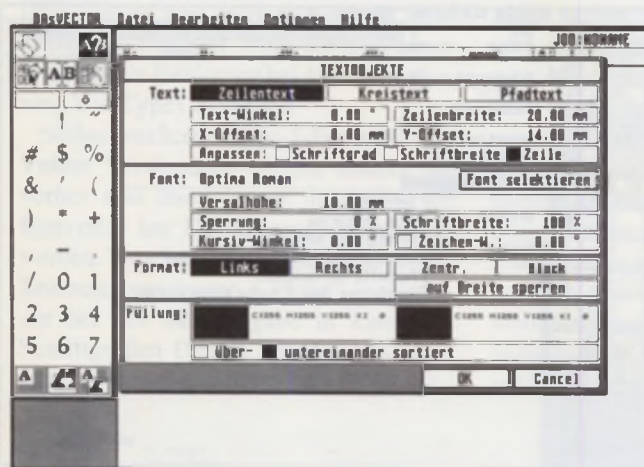 DAsVECTOR Datei Bearbeiten Optionen Hilfe
JOB:NONAME
A?
AB
TEXTOBJEKTE
Text: Zeilentext Kreistext Pfadtext
Text-Winkel: 0.00 ° Zeilenbreite: 20.00 mm
X-Offset: 0.00 mm Y-Offset: 14.00 mm
Anpassen: Schriftgrad Schriftbreite Zeile
Font: Optima Roman Font selektieren
Versalhöhe: 10.00 mm
Sperrung: 0 % Schriftbreite: 100 %
Kursiv-Winkel: 0.00 ° Zeichen-W.: 0.00 °
Format: Links Rechts Zentr. Block
auf Breite sperren
Füllung:
über- untereinander sortiert
OK Cancel
! "
# $ %
& ' (
) * +
, - .
/ 0 1
2 3 4
5 6 7
A A